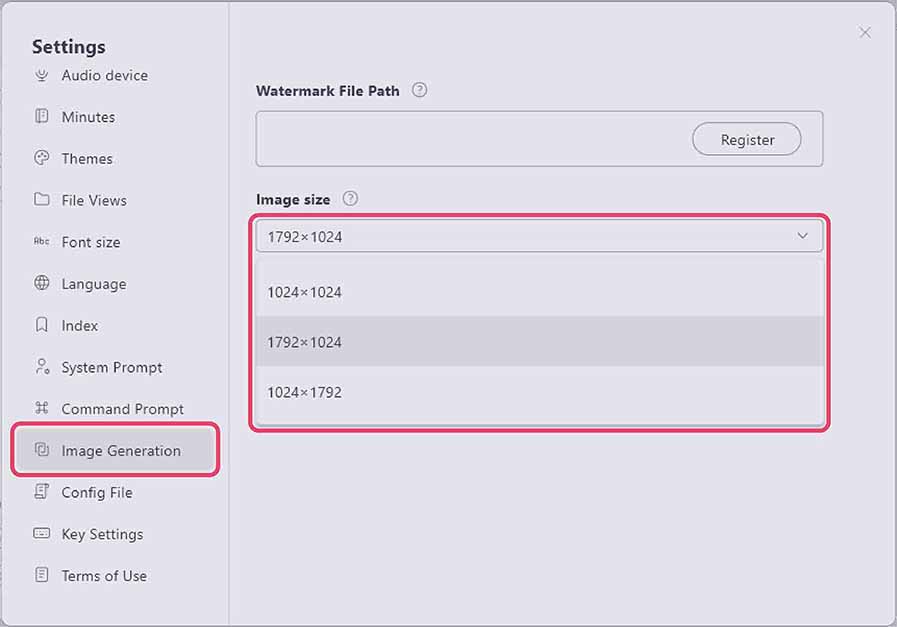 Settings
Audio device
Minutes
Themes
File Views
Abc Font size
Language
Index
System Prompt
Command Prompt
Image Generation
Config File
Key Settings
Terms of Use
Watermark File Path ?
Register
Image size ?
1792×1024
1024×1024
1792×1024
1024×1792